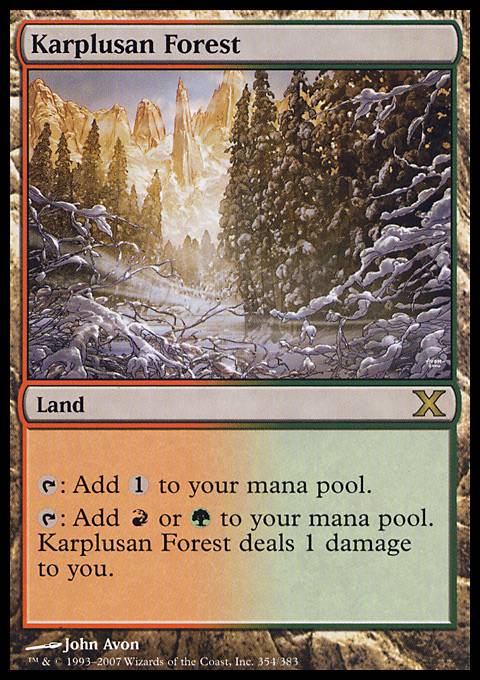 Karplusan Forest
Land
X
: Add 1 to your mana pool.
: Add or to your mana pool.
Karplusan Forest deals 1 damage
to you.
John Avon
™ & © 1993–2007 Wizards of the Coast, Inc. 354/383